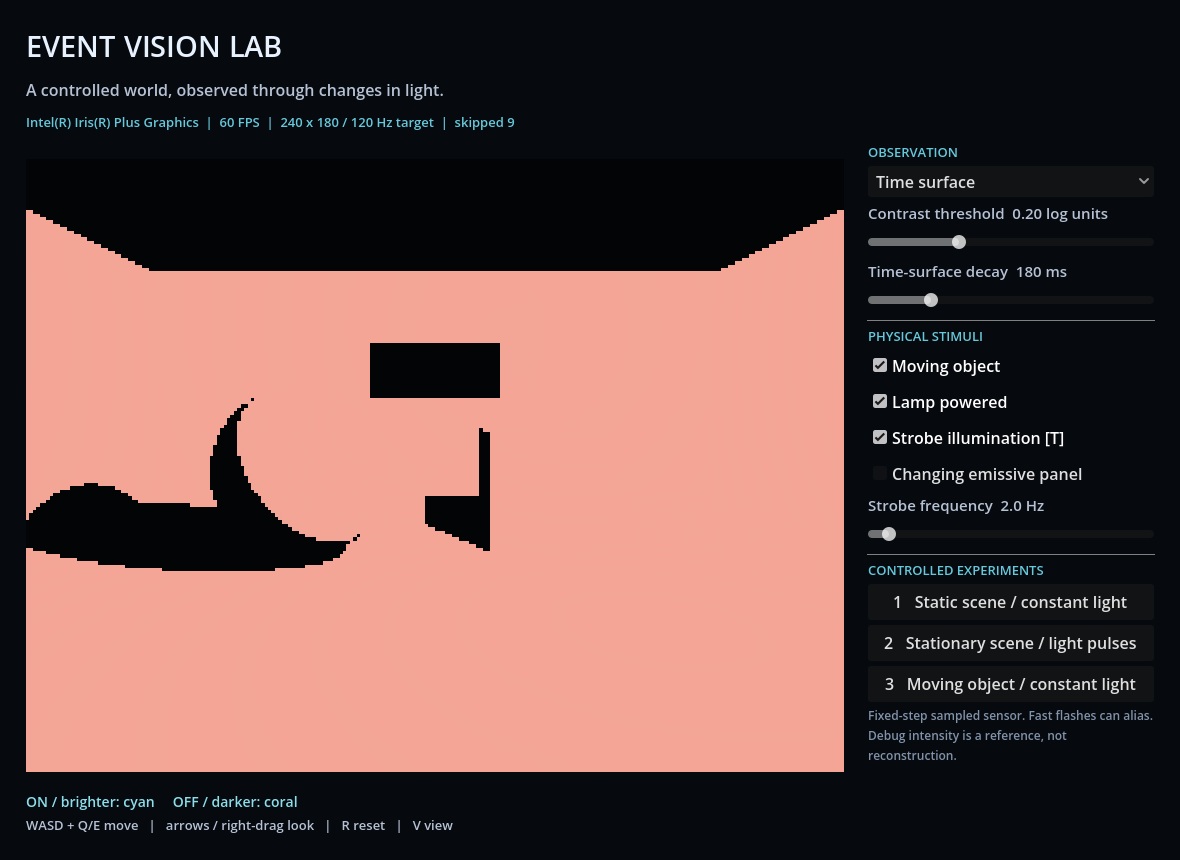 EVENT VISION LAB
A controlled world, observed through changes in light.
Intel(R) Iris(R) Plus Graphics | 60 FPS | 240 x 180 / 120 Hz target | skipped 9
OBSERVATION
Time surface
Contrast threshold 0.20 log units
Time-surface decay 180 ms
PHYSICAL STIMULI
Moving object
Lamp powered
Strobe illumination [T]
Changing emissive panel
Strobe frequency 2.0 Hz
CONTROLLED EXPERIMENTS
1 Static scene / constant light
2 Stationary scene / light pulses
3 Moving object / constant light
Fixed-step sampled sensor. Fast flashes can alias.
Debug intensity is a reference, not
reconstruction.
ON / brighter: cyan OFF / darker: coral
WASD + Q/E move | arrows / right-drag look | R reset | V view